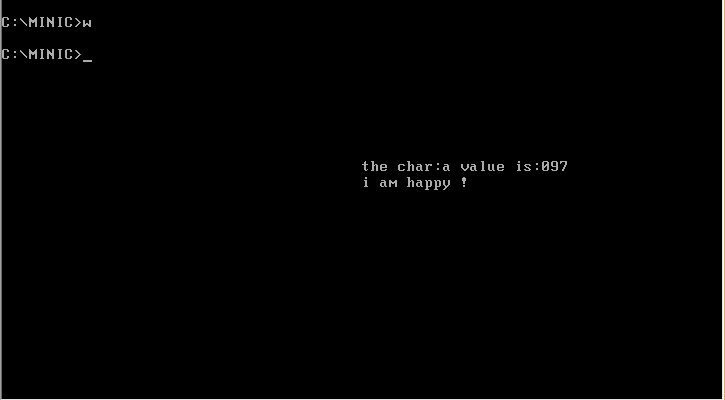 C:\MINIC>w
C:\MINIC>_
the char:a value is:097
i am happy !